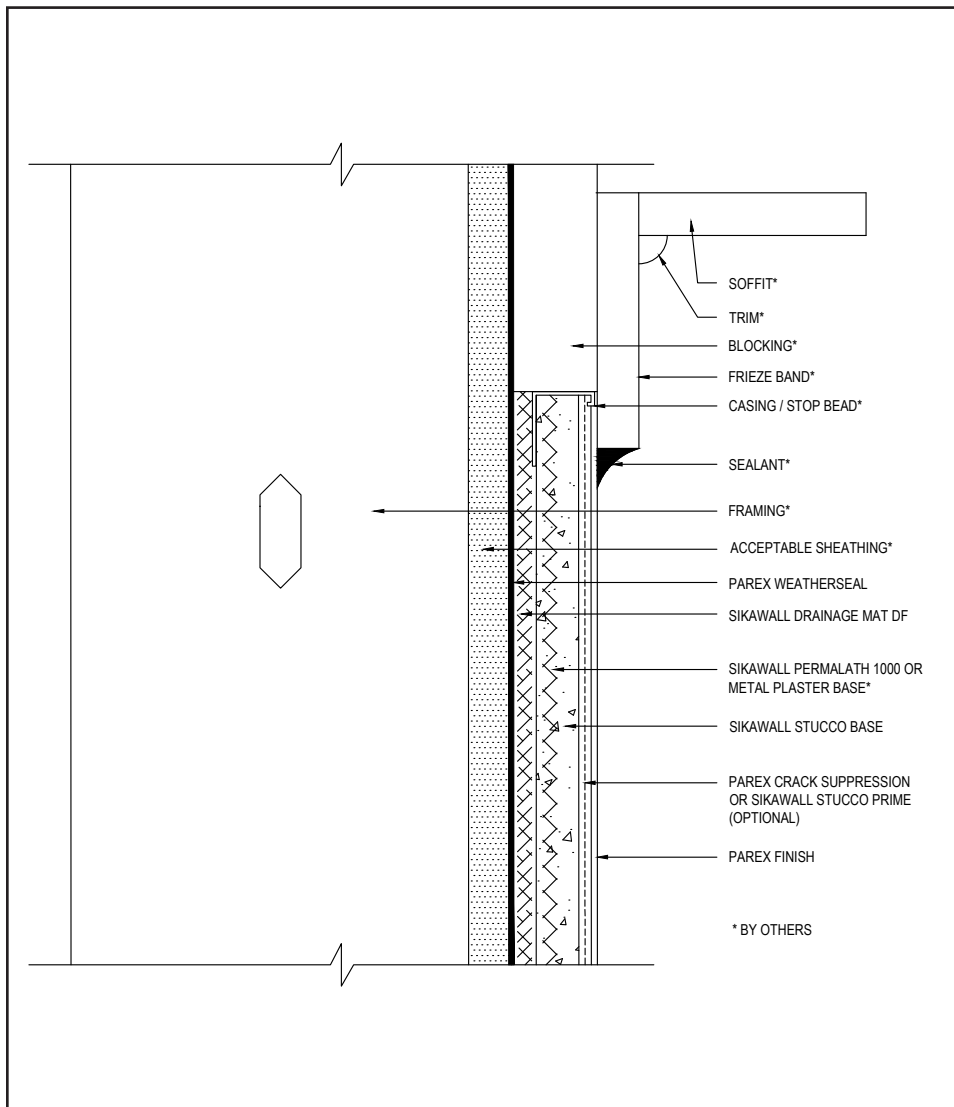 SOFFIT*
TRIM*
BLOCKING*
FRIEZE BAND*
CASING / STOP BEAD*
SEALANT*
FRAMING*
ACCEPTABLE SHEATHING*
PAREX WEATHERSEAL
SIKAWALL DRAINAGE MAT DF
SIKAWALL PERMALATH 1000 OR
METAL PLASTER BASE*
SIKAWALL STUCCO BASE
PAREX CRACK SUPPRESSION
OR SIKAWALL STUCCO PRIME
(OPTIONAL)
PAREX FINISH
* BY OTHERS